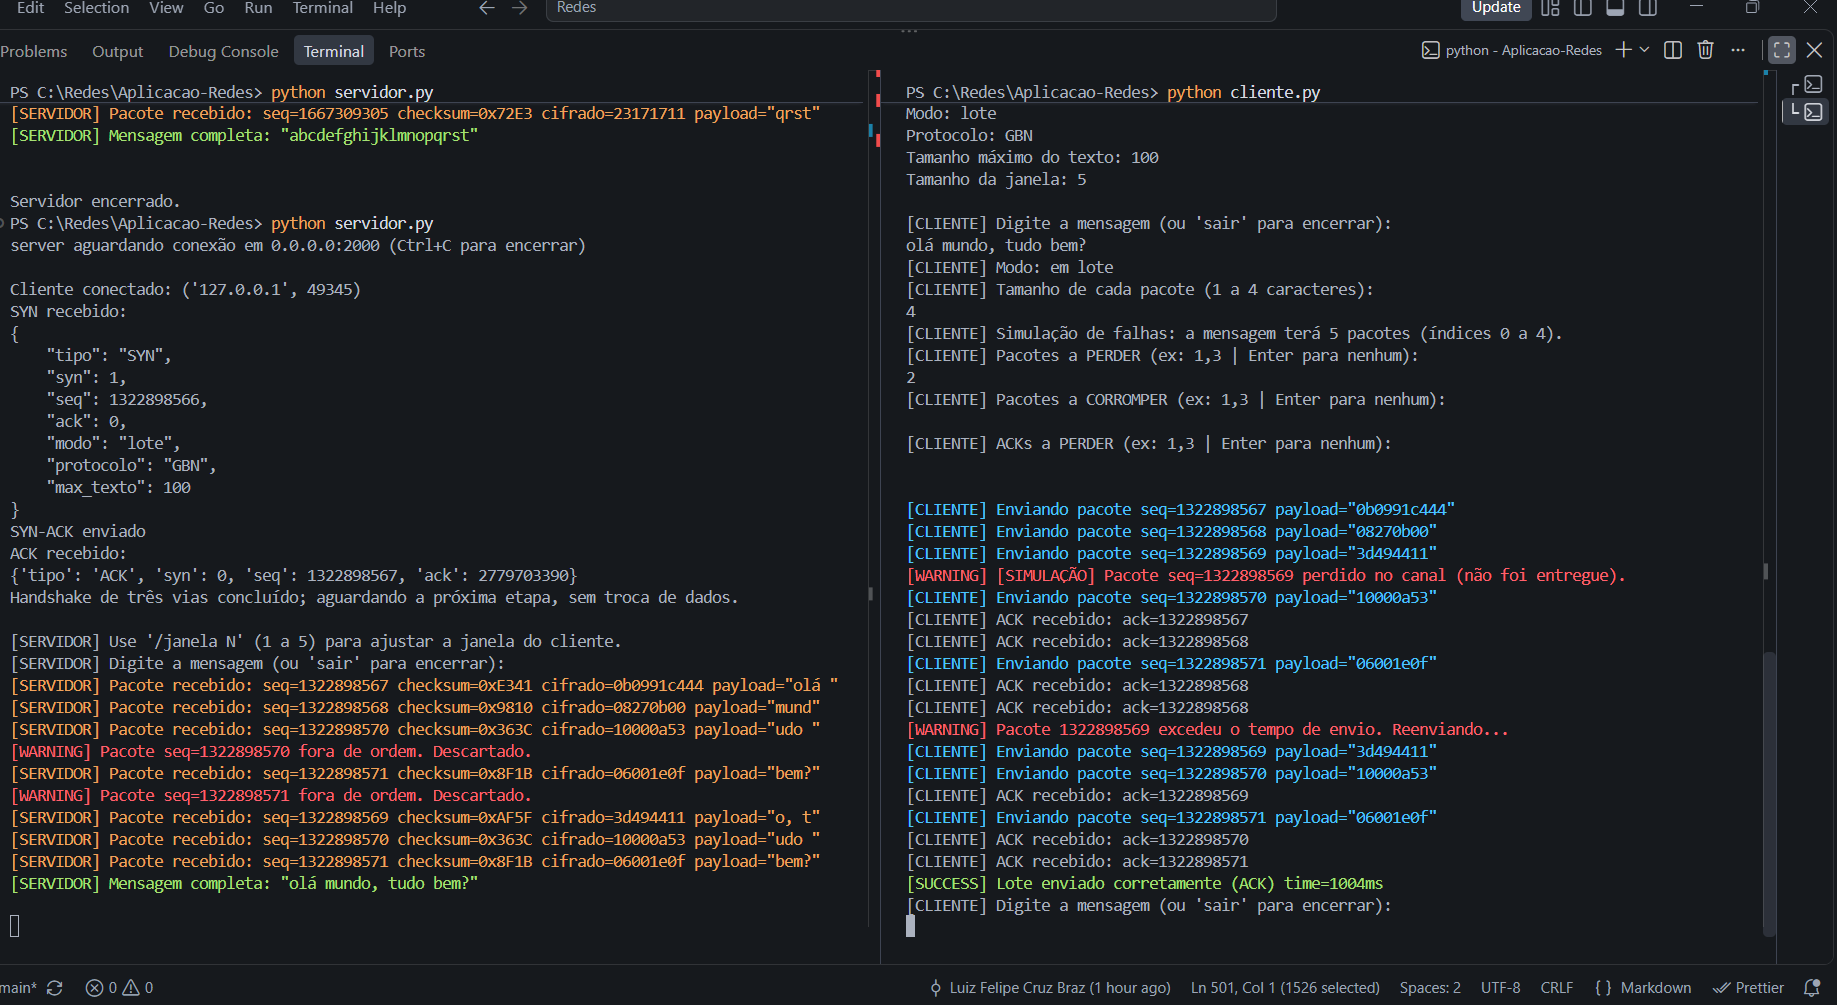 Edit Selection View Go Run Terminal Help Redes Update
Problems Output Debug Console Terminal Ports python - Aplicacao-Redes
PS C:\Redes\Aplicacao-Redes> python servidor.py
[SERVIDOR] Pacote recebido: seq=1667309305 checksum=0x72E3 cifrado=23171711 payload="qrst"
[SERVIDOR] Mensagem completa: "abcdefghijklmnopqrst"
Servidor encerrado.
PS C:\Redes\Aplicacao-Redes> python servidor.py
server aguardando conexão em 0.0.0.0:2000 (Ctrl+C para encerrar)
Cliente conectado: ('127.0.0.1', 49345)
SYN recebido:
{
"tipo": "SYN",
"syn": 1,
"seq": 1322898566,
"ack": 0,
"modo": "lote",
"protocolo": "GBN",
"max_texto": 100
}
SYN-ACK enviado
ACK recebido:
{'tipo': 'ACK', 'syn': 0, 'seq': 1322898567, 'ack': 2779703390}
Handshake de três vias concluído; aguardando a próxima etapa, sem troca de dados.
[SERVIDOR] Use '/janela N' (1 a 5) para ajustar a janela do cliente.
[SERVIDOR] Digite a mensagem (ou 'sair' para encerrar):
[SERVIDOR] Pacote recebido: seq=1322898567 checksum=0xE341 cifrado=0b0991c444 payload="olá "
[SERVIDOR] Pacote recebido: seq=1322898568 checksum=0x9810 cifrado=08270b00 payload="mund"
[SERVIDOR] Pacote recebido: seq=1322898570 checksum=0x363C cifrado=10000a53 payload="udo "
[WARNING] Pacote seq=1322898570 fora de ordem. Descartado.
[SERVIDOR] Pacote recebido: seq=1322898571 checksum=0x8F1B cifrado=06001e0f payload="bem?"
[WARNING] Pacote seq=1322898571 fora de ordem. Descartado.
[SERVIDOR] Pacote recebido: seq=1322898569 checksum=0xAF5F cifrado=3d494411 payload="o, t"
[SERVIDOR] Pacote recebido: seq=1322898570 checksum=0x363C cifrado=10000a53 payload="udo "
[SERVIDOR] Pacote recebido: seq=1322898571 checksum=0x8F1B cifrado=06001e0f payload="bem?"
[SERVIDOR] Mensagem completa: "olá mundo, tudo bem?"
PS C:\Redes\Aplicacao-Redes> python cliente.py
Modo: lote
Protocolo: GBN
Tamanho máximo do texto: 100
Tamanho da janela: 5
[CLIENTE] Digite a mensagem (ou 'sair' para encerrar):
olá mundo, tudo bem?
[CLIENTE] Modo: em lote
[CLIENTE] Tamanho de cada pacote (1 a 4 caracteres):
4
[CLIENTE] Simulação de falhas: a mensagem terá 5 pacotes (índices 0 a 4).
[CLIENTE] Pacotes a PERDER (ex: 1,3 | Enter para nenhum):
2
[CLIENTE] Pacotes a CORROMPER (ex: 1,3 | Enter para nenhum):
[CLIENTE] ACKs a PERDER (ex: 1,3 | Enter para nenhum):
[CLIENTE] Enviando pacote seq=1322898567 payload="0b0991c444"
[CLIENTE] Enviando pacote seq=1322898568 payload="08270b00"
[CLIENTE] Enviando pacote seq=1322898569 payload="3d494411"
[WARNING] [SIMULAÇÃO] Pacote seq=1322898569 perdido no canal (não foi entregue).
[CLIENTE] Enviando pacote seq=1322898570 payload="10000a53"
[CLIENTE] ACK recebido: ack=1322898567
[CLIENTE] ACK recebido: ack=1322898568
[CLIENTE] Enviando pacote seq=1322898571 payload="06001e0f"
[CLIENTE] ACK recebido: ack=1322898568
[CLIENTE] ACK recebido: ack=1322898568
[WARNING] Pacote 1322898569 excedeu o tempo de envio. Reenviando...
[CLIENTE] Enviando pacote seq=1322898569 payload="3d494411"
[CLIENTE] Enviando pacote seq=1322898570 payload="10000a53"
[CLIENTE] ACK recebido: ack=1322898569
[CLIENTE] Enviando pacote seq=1322898571 payload="06001e0f"
[CLIENTE] ACK recebido: ack=1322898570
[CLIENTE] ACK recebido: ack=1322898571
[SUCCESS] Lote enviado corretamente (ACK) time=1004ms
[CLIENTE] Digite a mensagem (ou 'sair' para encerrar):
main* 0 0 Luiz Felipe Cruz Braz (1 hour ago) Ln 501, Col 1 (1526 selected) Spaces: 2 UTF-8 CRLF { } Markdown Prettier